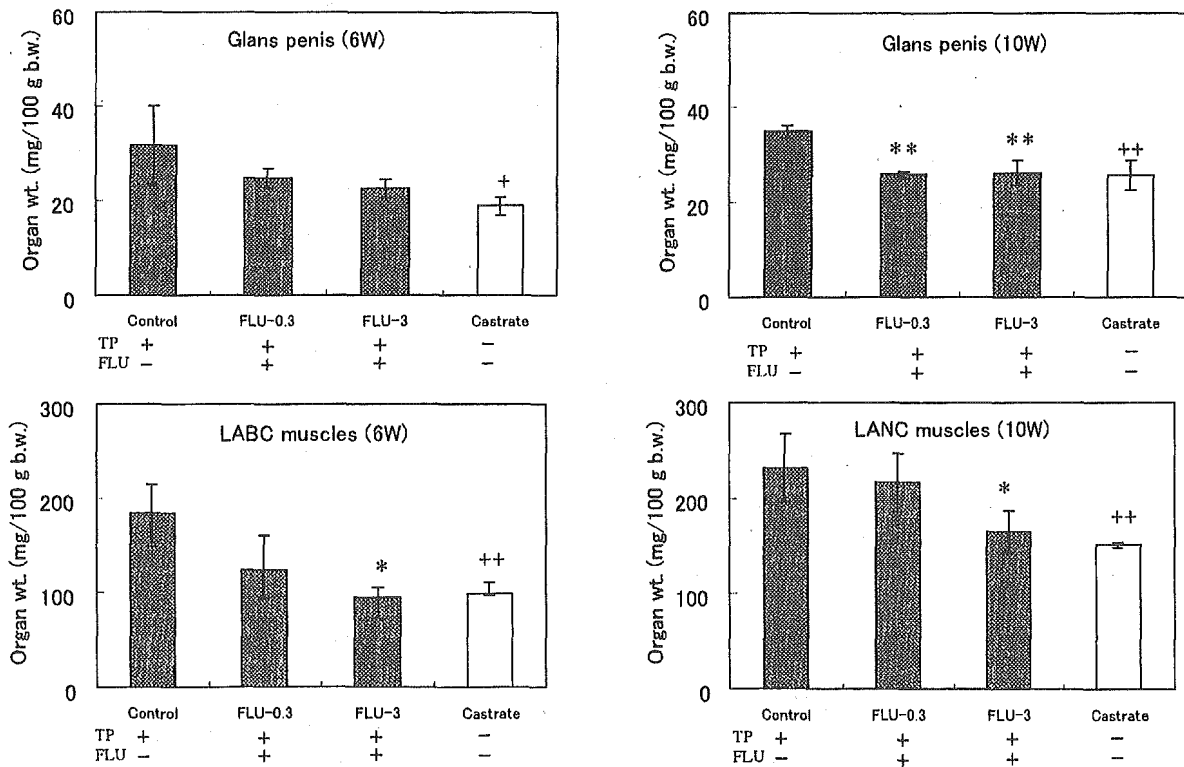 Glans penis (6W)
Organ wt. (mg/100 g b.w.)
60
40
20
0
+
Control FLU-0.3 FLU-3 Castrate
TP + + + −
FLU − + + −
Glans penis (10W)
Organ wt. (mg/100 g b.w.)
60
40
20
0
** ** ++
Control FLU-0.3 FLU-3 Castrate
TP + + + −
FLU − + + −
LABC muscles (6W)
Organ wt. (mg/100 g b.w.)
300
200
100
0
* ++
Control FLU-0.3 FLU-3 Castrate
TP + + + −
FLU − + + −
LANC muscles (10W)
Organ wt. (mg/100 g b.w.)
300
200
100
0
* ++
Control FLU-0.3 FLU-3 Castrate
TP + + + −
FLU − + + −